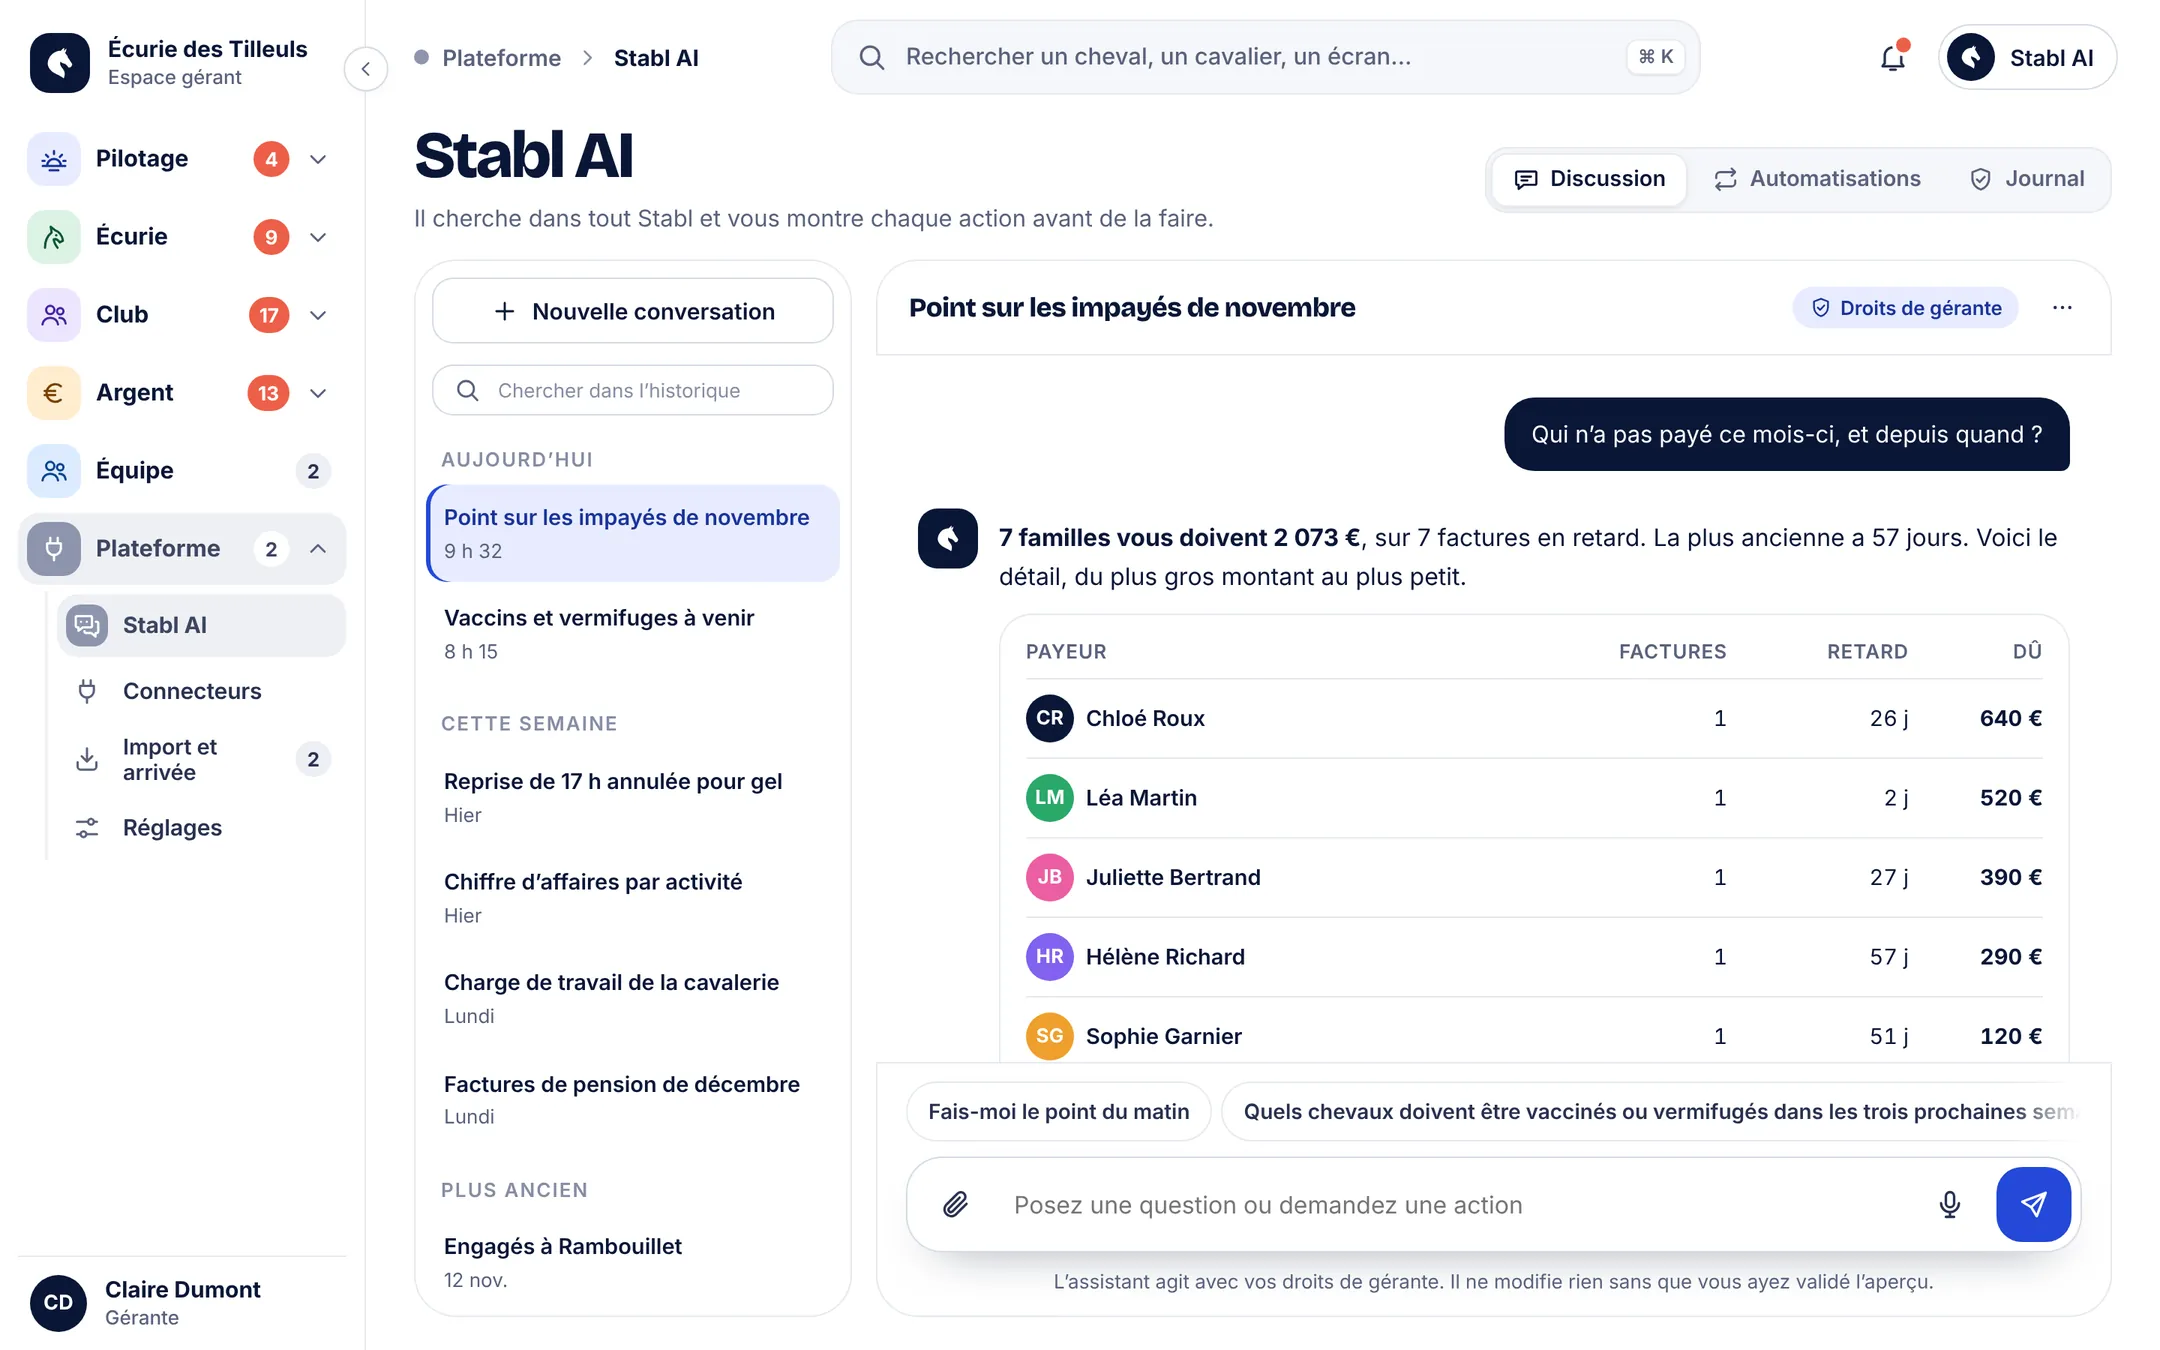 Écurie des Tilleuls
Espace gérant
Pilotage 4
Écurie 9
Club 17
€ Argent 13
Équipe 2
Plateforme 2
Stabl AI
Connecteurs
Import et
arrivée 2
Réglages
CD Claire Dumont
Gérante
Plateforme > Stabl AI
Rechercher un cheval, un cavalier, un écran... ⌘ K
Stabl AI
Stabl AI
Il cherche dans tout Stabl et vous montre chaque action avant de la faire.
Discussion Automatisations Journal
+ Nouvelle conversation
Chercher dans l’historique
AUJOURD’HUI
Point sur les impayés de novembre
9 h 32
Vaccins et vermifuges à venir
8 h 15
CETTE SEMAINE
Reprise de 17 h annulée pour gel
Hier
Chiffre d’affaires par activité
Hier
Charge de travail de la cavalerie
Lundi
Factures de pension de décembre
Lundi
PLUS ANCIEN
Engagés à Rambouillet
12 nov.
Point sur les impayés de novembre
Droits de gérante ...
Qui n’a pas payé ce mois-ci, et depuis quand ?
7 familles vous doivent 2 073 €, sur 7 factures en retard. La plus ancienne a 57 jours. Voici le
détail, du plus gros montant au plus petit.
PAYEUR FACTURES RETARD DÛ
CR Chloé Roux 1 26 j 640 €
LM Léa Martin 1 2 j 520 €
JB Juliette Bertrand 1 27 j 390 €
HR Hélène Richard 1 57 j 290 €
SG Sophie Garnier 1 51 j 120 €
Fais-moi le point du matin
Quels chevaux doivent être vaccinés ou vermifugés dans les trois prochaines sem
Posez une question ou demandez une action
L’assistant agit avec vos droits de gérante. Il ne modifie rien sans que vous ayez validé l’aperçu.